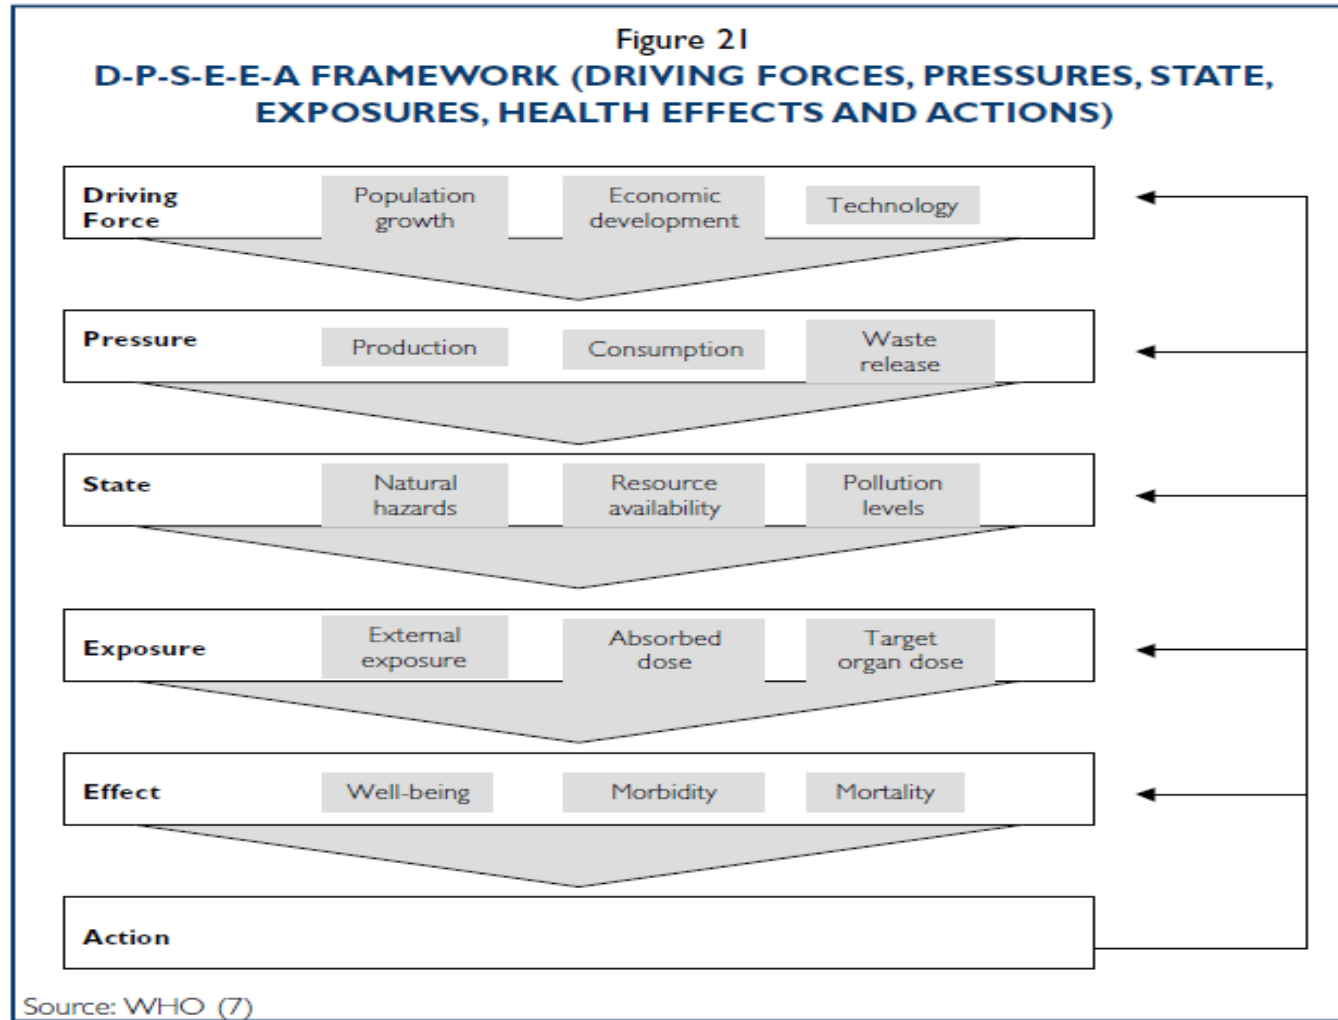 Figure 21
D-P-S-E-E-A FRAMEWORK (DRIVING FORCES, PRESSURES, STATE,
EXPOSURES, HEALTH EFFECTS AND ACTIONS)
Driving
Force
Population
growth
Economic
development
Technology
Pressure
Production
Consumption
Waste
release
State
Natural
hazards
Resource
availability
Pollution
levels
Exposure
External
exposure
Absorbed
dose
Target
organ dose
Effect
Well-being
Morbidity
Mortality
Action
Source: WHO (7)